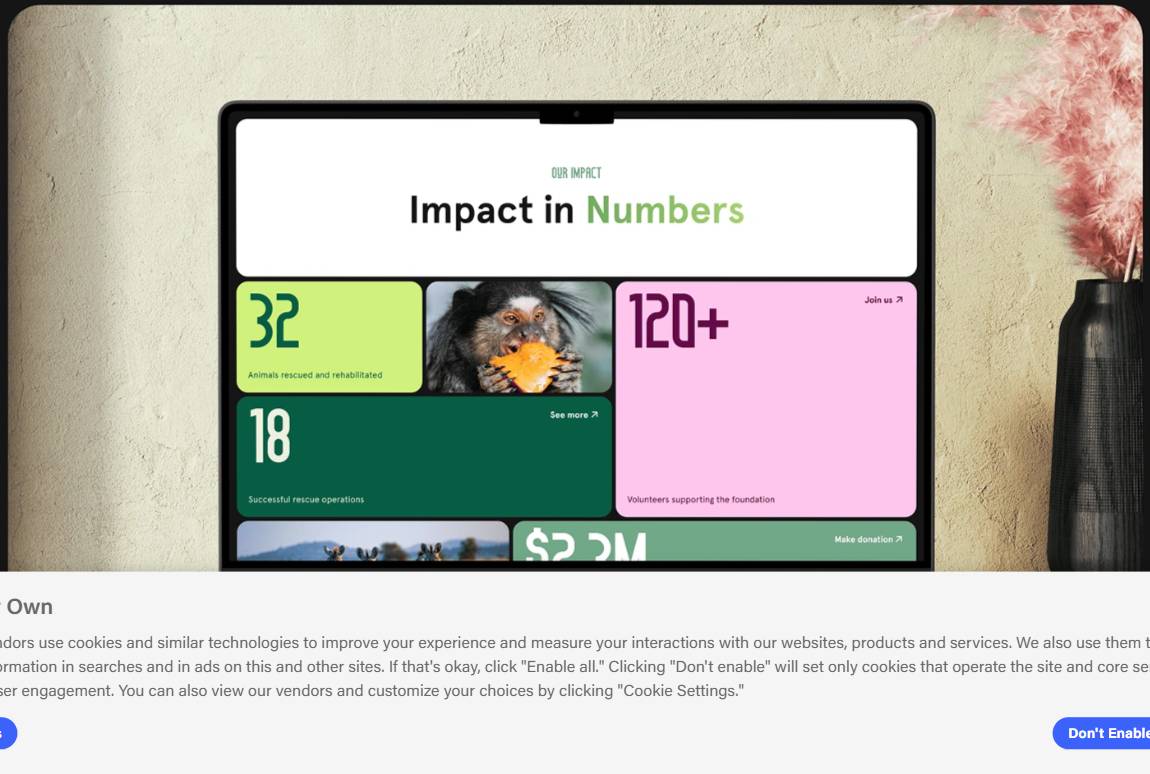 OUR IMPACT
Impact in Numbers
32
Animals rescued and rehabilitated
120+
Join us ↗
Volunteers supporting the foundation
18
See more ↗
Successful rescue operations
Make donation ↗
Own
use cookies and similar technologies to improve your experience and measure your interactions with our websites, products and services. We also use them
in searches and in ads on this and other sites. If that's okay, click "Enable all." Clicking "Don't enable" will set only cookies that operate the site and core
engagement. You can also view our vendors and customize your choices by clicking "Cookie Settings."
Don't Enable